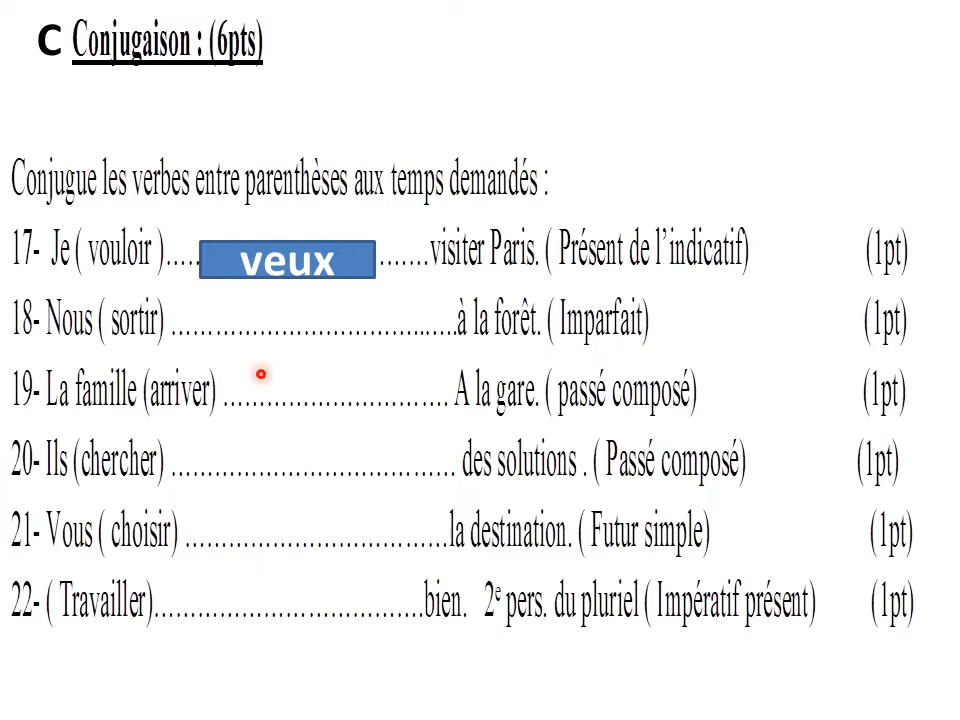 C Conjugaison : (6pts)
Conjugue les verbes entre parenthèses aux temps demandés :
17- Je ( vouloir )..... veux .......visiter Paris. ( Présent de l’indicatif) (1pt)
18- Nous ( sortir) ........................................à la forêt. ( Imparfait) (1pt)
19- La famille (arriver) ................................ A la gare. ( passé composé) (1pt)
20- Ils (chercher) ........................................ des solutions . ( Passé composé) (1pt)
21- Vous ( choisir) .....................................la destination. ( Futur simple) (1pt)
22- ( Travailler)......................................bien. 2e pers. du pluriel ( Impératif présent) (1pt)